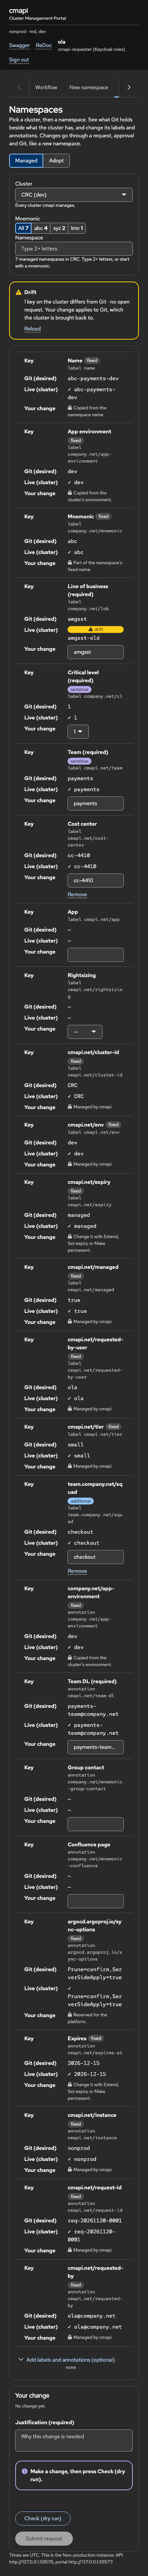 cmapi
Cluster Management Portal
nonprod · md, dev
Swagger
ReDoc
ola
cmapi-requester (Keycloak roles)
Sign out
Workflow
New namespace
Namespaces
Pick a cluster, pick a namespace. See what Git holds
beside what the cluster has, and change its labels and
annotations. Changes go through a request, approval
and Git, like a new namespace.
Managed
Adopt
Cluster
CRC (dev)
Every cluster cmapi manages.
Mnemonic
All 7
abc 4
xyz 2
lmn 1
Namespace
Type 2+ letters
7 managed namespaces in CRC. Type 2+ letters, or start
with a mnemonic.
Drift
1 key on the cluster differs from Git - no open
request. Your change applies to Git, which
the cluster is brought back to.
Reload
Key
Name fixed
label name
Git (desired)
abc-payments-dev
Live (cluster)
✓ abc-payments-
dev
Your change
Copied from the
namespace name.
Key
App environment
fixed
label
company.net/app-
environment
Git (desired)
dev
Live (cluster)
✓ dev
Your change
Copied from the
cluster's environment.
Key
Mnemonic fixed
label
company.net/mnemonic
Git (desired)
abc
Live (cluster)
✓ abc
Your change
Part of the namespace's
fixed name.
Key
Line of business
(required)
label
company.net/lob
Git (desired)
amgsst
Live (cluster)
drift
amgsst-old
Your change
amgsst
Key
Critical level
(required)
sensitive
label company.net/cl
Git (desired)
1
Live (cluster)
✓ 1
Your change
1
Key
Team (required)
sensitive
label cmapi.net/team
Git (desired)
payments
Live (cluster)
✓ payments
Your change
payments
Key
Cost center
label
cmapi.net/cost-
center
Git (desired)
cc-4410
Live (cluster)
✓ cc-4410
Your change
cc-4410
Remove
Key
App
label cmapi.net/app
Git (desired)
—
Live (cluster)
—
Your change
Key
Rightsizing
label
cmapi.net/rightsizin
g
Git (desired)
—
Live (cluster)
—
Your change
—
Key
cmapi.net/cluster-id
fixed
label
cmapi.net/cluster-id
Git (desired)
CRC
Live (cluster)
✓ CRC
Your change
Managed by cmapi.
Key
cmapi.net/env fixed
label cmapi.net/env
Git (desired)
dev
Live (cluster)
✓ dev
Your change
Managed by cmapi.
Key
cmapi.net/expiry
fixed
label
cmapi.net/expiry
Git (desired)
managed
Live (cluster)
✓ managed
Your change
Change it with Extend,
Set expiry or Make
permanent.
Key
cmapi.net/managed
fixed
label
cmapi.net/managed
Git (desired)
true
Live (cluster)
✓ true
Your change
Managed by cmapi.
Key
cmapi.net/requested-
by-user
fixed
label
cmapi.net/requested-
by-user
Git (desired)
ola
Live (cluster)
✓ ola
Your change
Managed by cmapi.
Key
cmapi.net/tier fixed
label cmapi.net/tier
Git (desired)
small
Live (cluster)
✓ small
Your change
Managed by cmapi.
Key
team.company.net/sq
uad
additional
label
team.company.net/squ
ad
Git (desired)
checkout
Live (cluster)
✓ checkout
Your change
checkout
Remove
Key
company.net/app-
environment
fixed
annotation
company.net/app-
environment
Git (desired)
dev
Live (cluster)
✓ dev
Your change
Copied from the
cluster's environment.
Key
Team DL (required)
annotation
cmapi.net/team-dl
Git (desired)
payments-
team@company.net
Live (cluster)
✓ payments-
team@company.net
Your change
payments-team...
Key
Group contact
annotation
company.net/mnemonic
-group-contact
Git (desired)
—
Live (cluster)
—
Your change
Key
Confluence page
annotation
company.net/mnemonic
-confluence
Git (desired)
—
Live (cluster)
—
Your change
Key
argocd.argoproj.io/sy
nc-options
fixed
annotation
argocd.argoproj.io/s
ync-options
Git (desired)
Prune=confirm,Ser
verSideApply=true
Live (cluster)
✓
Prune=confirm,Ser
verSideApply=true
Your change
Reserved for the
platform.
Key
Expires fixed
annotation
cmapi.net/expires-at
Git (desired)
2026-12-15
Live (cluster)
✓ 2026-12-15
Your change
Change it with Extend,
Set expiry or Make
permanent.
Key
cmapi.net/instance
fixed
annotation
cmapi.net/instance
Git (desired)
nonprod
Live (cluster)
✓ nonprod
Your change
Managed by cmapi.
Key
cmapi.net/request-id
fixed
annotation
cmapi.net/request-id
Git (desired)
req-20261120-0001
Live (cluster)
✓ req-20261120-
0001
Your change
Managed by cmapi.
Key
cmapi.net/requested-
by
fixed
annotation
cmapi.net/requested-
by
Git (desired)
ola@company.net
Live (cluster)
✓ ola@company.net
Your change
Managed by cmapi.
Add labels and annotations (optional)
none
Your change
No change yet.
Justification (required)
Why this change is needed
Make a change, then press Check (dry
run).
Check (dry run)
Submit request
Times are UTC. This is the Non-production instance. API
http://127.0.0.1:59576, portal http://127.0.0.1:59577.